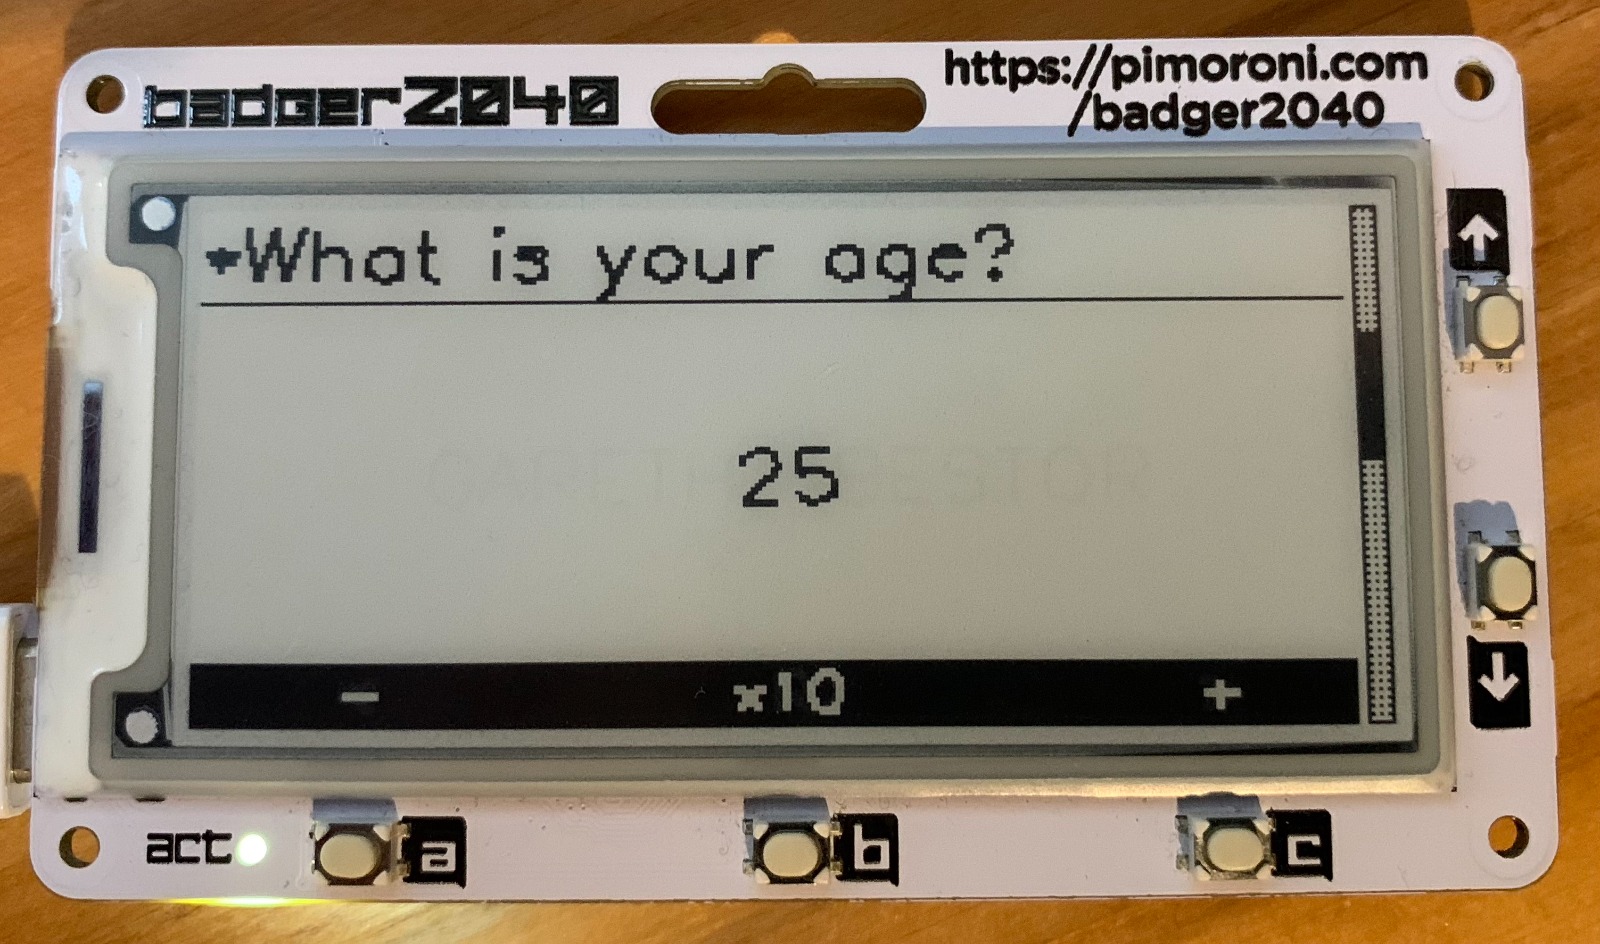 badger2040
https://pimoroni.com
/badger2040
*What is your age?
25
- x10 +
act a b c